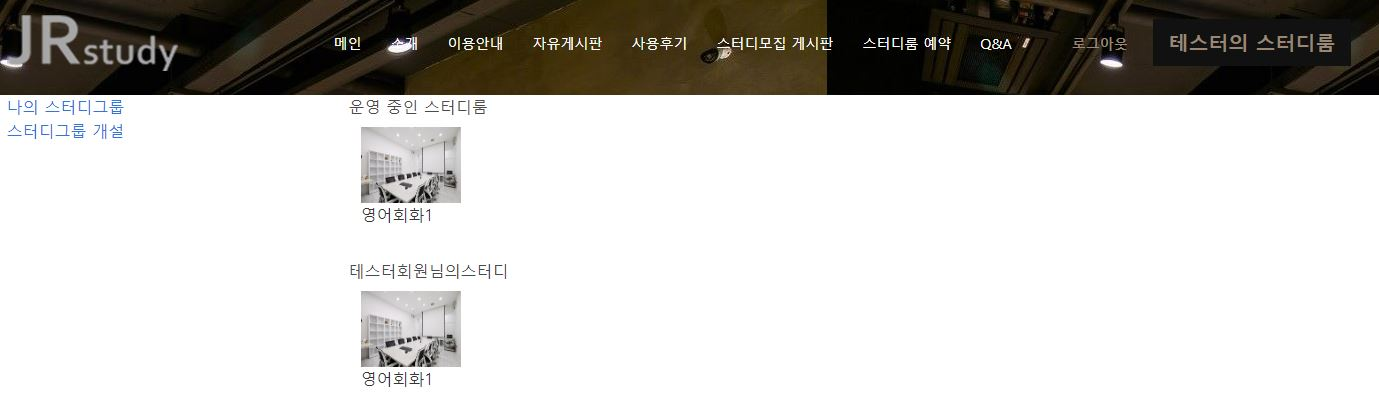 JRstudy
메인 소개 이용안내 자유게시판 사용후기 스터디모집 게시판 스터디룸 예약 Q&A 로그아웃 테스터의 스터디룸
나의 스터디그룹
스터디그룹 개설
운영 중인 스터디룸
영어회화1
테스터회원님의스터디
영어회화1